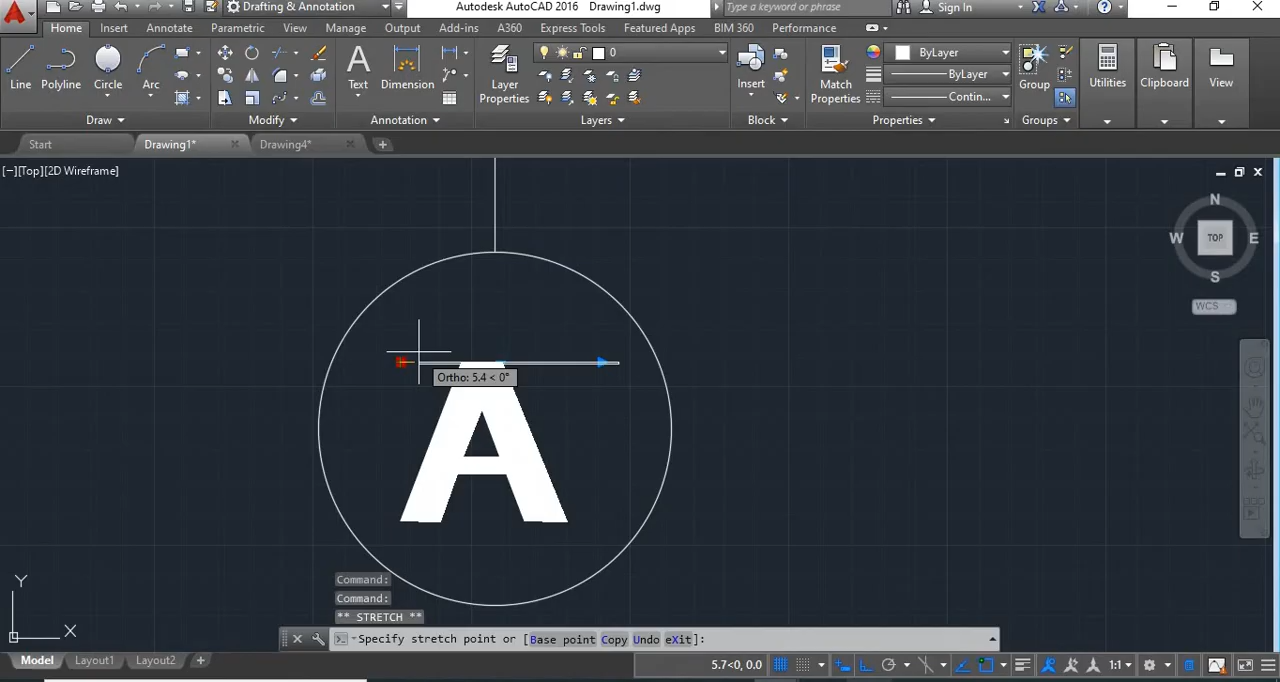 Drafting & Annotation Autodesk AutoCAD 2016 Drawing1.dwg Type a keyword or phrase Sign In
Home Insert Annotate Parametric View Manage Output Add-ins A360 Express Tools Featured Apps BIM 360 Performance
0 ByLayer
ByLayer
Line Polyline Circle Arc Text Dimension Layer Properties Insert Match Properties Contin... Group Utilities Clipboard View
Draw Modify Annotation Layers Block Properties Groups
Start Drawing1* Drawing4*
[−][Top][2D Wireframe]
N
W TOP E
S
WCS
Ortho: 5.4 < 0°
A
Command:
Command:
** STRETCH **
Y
X
Specify stretch point or [Base point Copy Undo eXit]:
Model Layout1 Layout2 5.7<0, 0.0 1:1